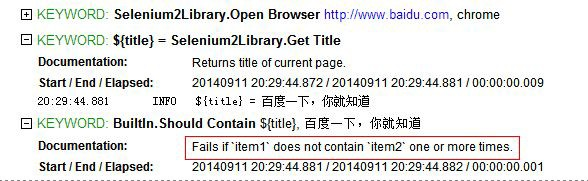 KEYWORD: Selenium2Library.Open Browser http://www.baidu.com, chrome
KEYWORD: ${title} = Selenium2Library.Get Title
Documentation: Returns title of current page.
Start / End / Elapsed: 20140911 20:29:44.872 / 20140911 20:29:44.881 / 00:00:00.009
20:29:44.881 INFO ${title} = 百度一下，你就知道
KEYWORD: BuiltIn.Should Contain ${title}, 百度一下，你就知道
Documentation: Fails if `item1` does not contain `item2` one or more times.
Start / End / Elapsed: 20140911 20:29:44.881 / 20140911 20:29:44.882 / 00:00:00.001